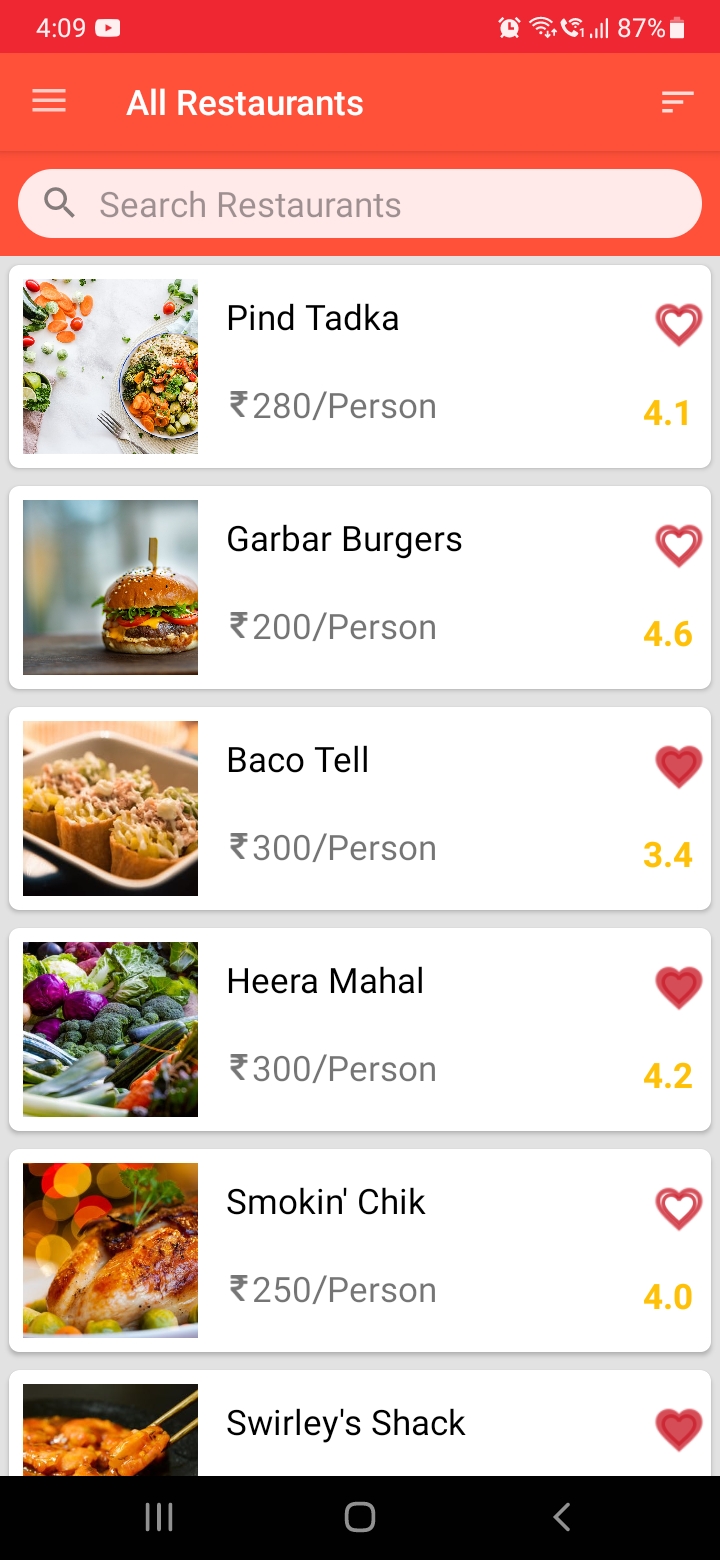 4:09
87%
All Restaurants
Search Restaurants
Pind Tadka
₹280/Person
4.1
Garbar Burgers
₹200/Person
4.6
Baco Tell
₹300/Person
3.4
Heera Mahal
₹300/Person
4.2
Smokin' Chik
₹250/Person
4.0
Swirley's Shack